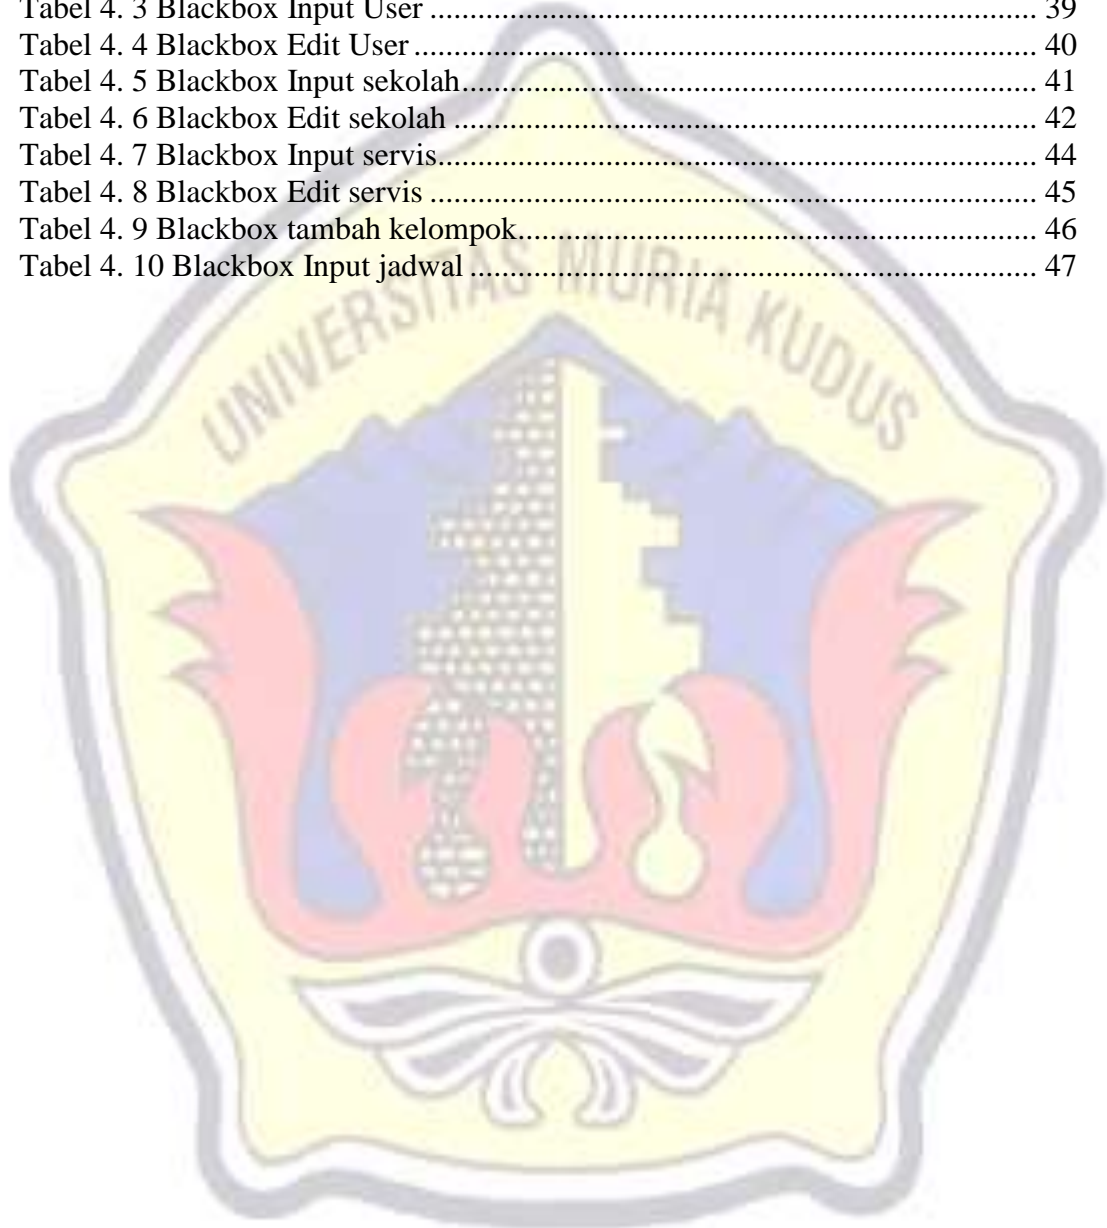 Tabel 4. 3 Blackbox Input User ........................................................................... 39
Tabel 4. 4 Blackbox Edit User ............................................................................. 40
Tabel 4. 5 Blackbox Input sekolah....................................................................... 41
Tabel 4. 6 Blackbox Edit sekolah ........................................................................ 42
Tabel 4. 7 Blackbox Input servis.......................................................................... 44
Tabel 4. 8 Blackbox Edit servis ........................................................................... 45
Tabel 4. 9 Blackbox tambah kelompok................................................................ 46
Tabel 4. 10 Blackbox Input jadwal ...................................................................... 47
UNIVERSITAS MURIA KUDUS